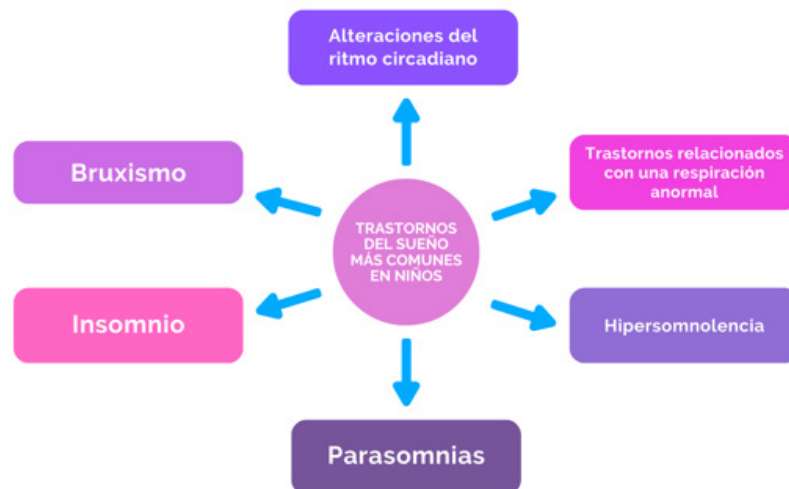 Alteraciones del
ritmo circadiano
Bruxismo
Trastornos relacionados
con una respiración
anormal
TRASTORNOS
DEL SUEÑO
MÁS COMUNES
EN NIÑOS
Insomnio
Hipersomnolencia
Parasomnias